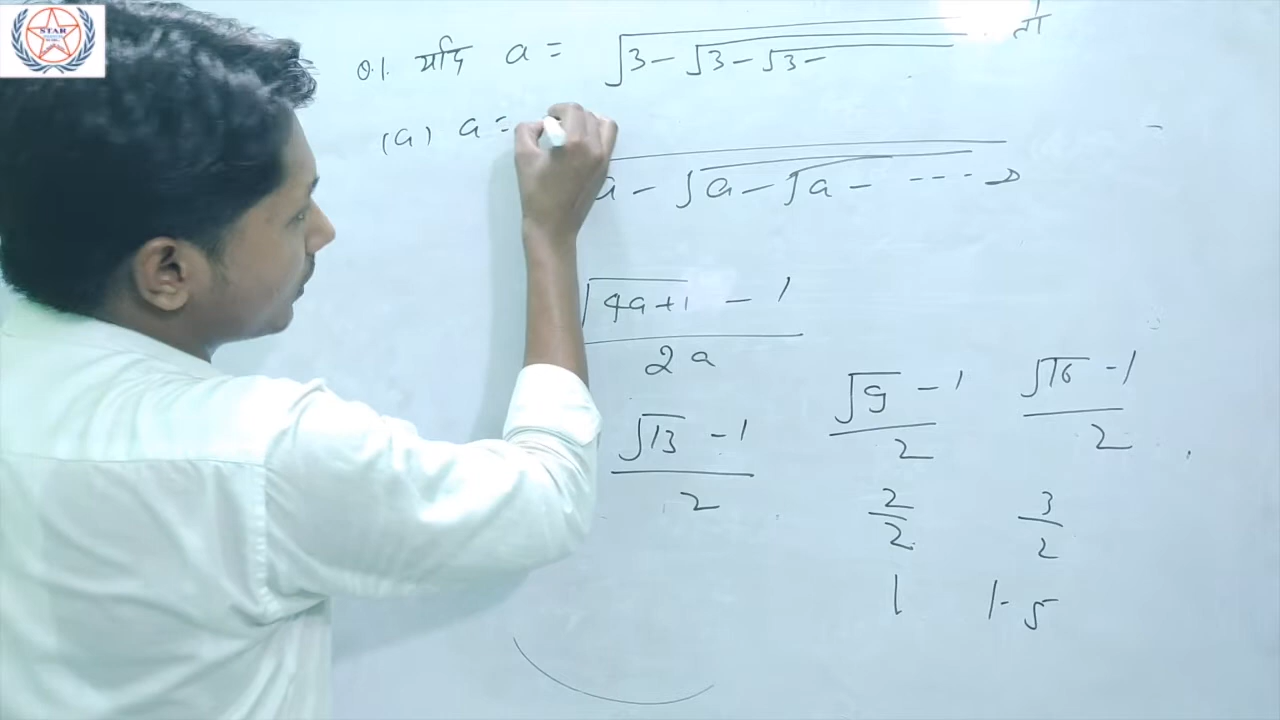 STAR
Q.1. यदि a = √3 - √3 - √3 - तो
(a) a =
a - √a - √a - ---- ∞
√4a+1 - 1
2a
√13 - 1
2
√9 - 1
2
√16 - 1
2
2
2
3
2
1
1.5